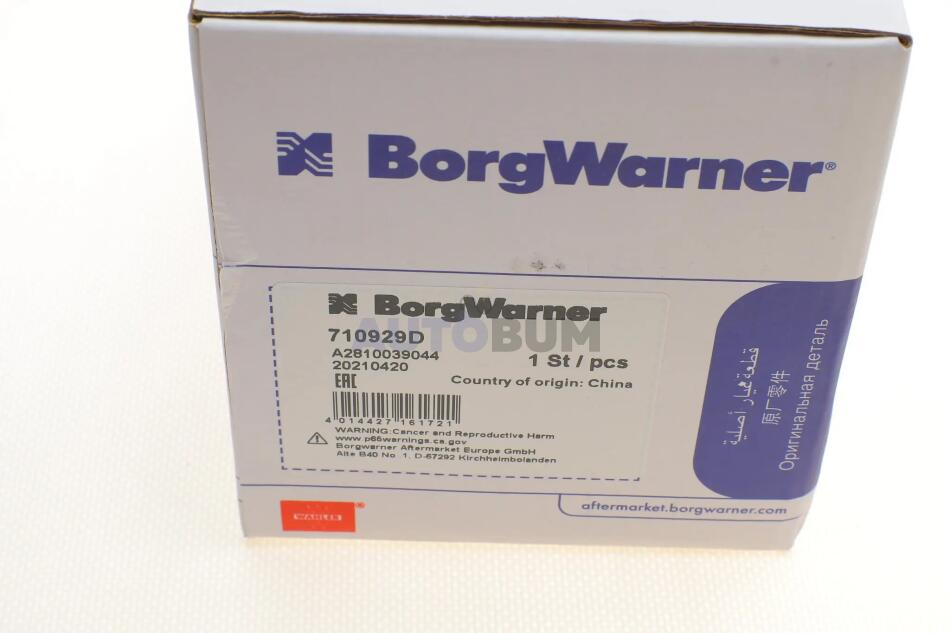 BorgWarner®
BorgWarner
AUTOBUM
710929D
A2810039044
1 St / pcs
20210420
Country of origin: China
EAC
4 014427 161721
WARNING:Cancer and Reproductive Harm
www.p65warnings.ca.gov
Borgwarner Aftermarket Europe GmbH
Alte B40 No. 1, D-67292 Kirchheimbolanden
قطعة عيار أصلية
原厂零件
Оригинальная деталь
WAHLER®
aftermarket.borgwarner.com